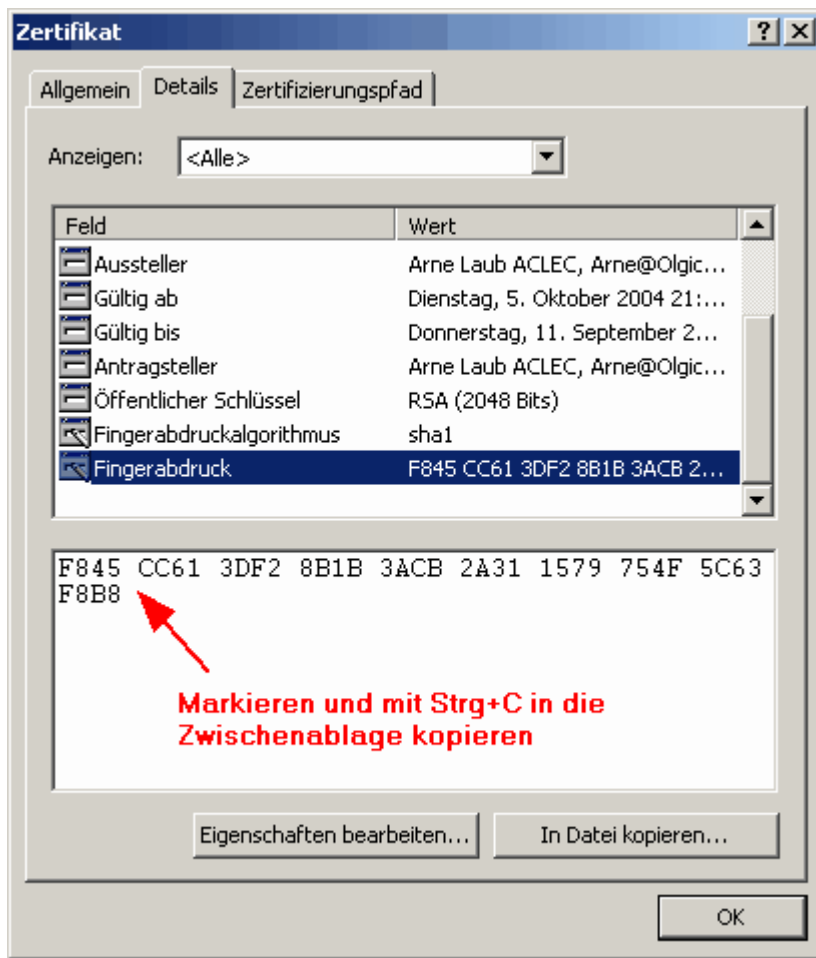 Zertifikat
Allgemein Details Zertifizierungspfad
Anzeigen: <Alle>
Feld Wert
Aussteller Arne Laub ACLEC, Arne@Olgic...
Gültig ab Dienstag, 5. Oktober 2004 21:...
Gültig bis Donnerstag, 11. September 2...
Antragsteller Arne Laub ACLEC, Arne@Olgic...
Öffentlicher Schlüssel RSA (2048 Bits)
Fingerabdruckalgorithmus sha1
Fingerabdruck F845 CC61 3DF2 8B1B 3ACB 2...
F845 CC61 3DF2 8B1B 3ACB 2A31 1579 754F 5C63
F8B8
Markieren und mit Strg+C in die
Zwischenablage kopieren
Eigenschaften bearbeiten... In Datei kopieren...
OK